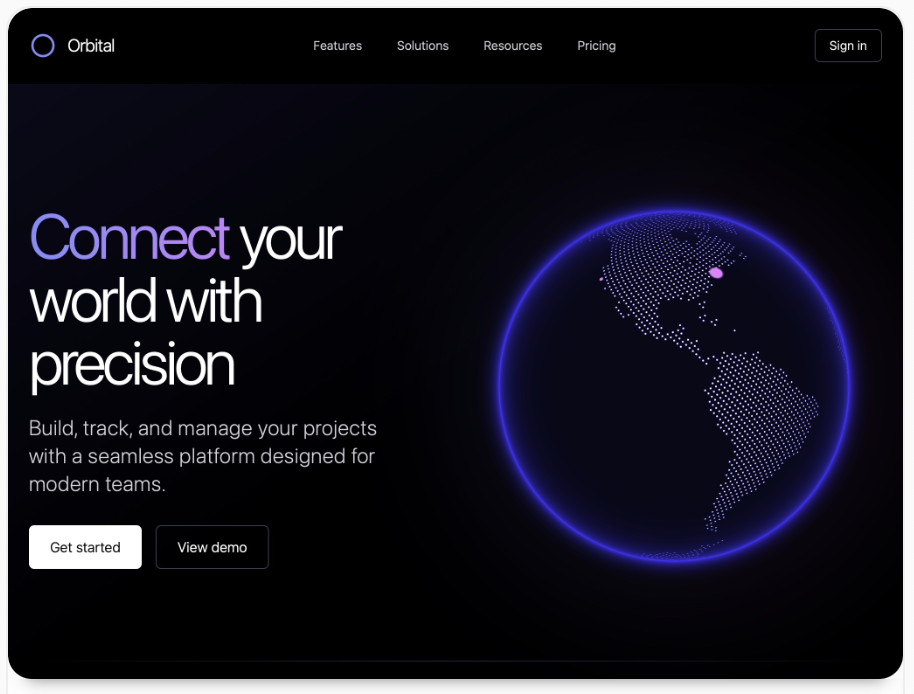 Orbital
Features
Solutions
Resources
Pricing
Sign in
Connect your
world with
precision
Build, track, and manage your projects
with a seamless platform designed for
modern teams.
Get started
View demo